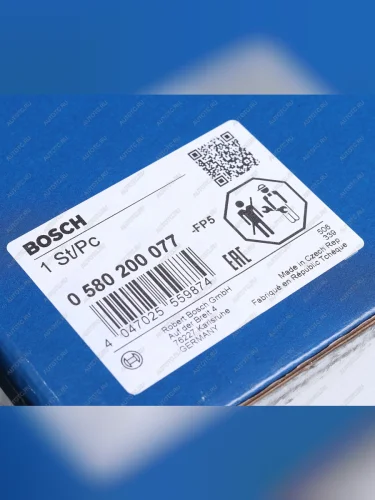 BOSCH
1 St/Pc
0 580 200 077
-FP5
4 047025 559874
EAC
508
339
Made in Czech Rep
Fabriqué en République Tchèque
Robert Bosch GmbH
Auf der Breit 4
76227 Karlsruhe
GERMANY